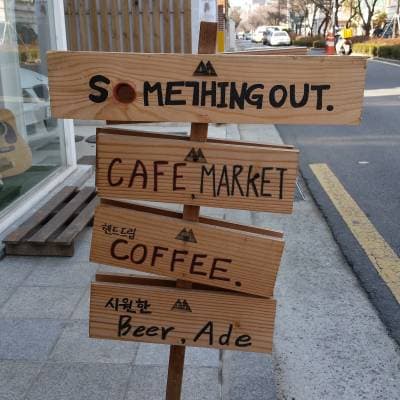 SOMETHING OUT.
CAFE, MARKET
핸드드립
COFFEE.
시원한
Beer, Ade